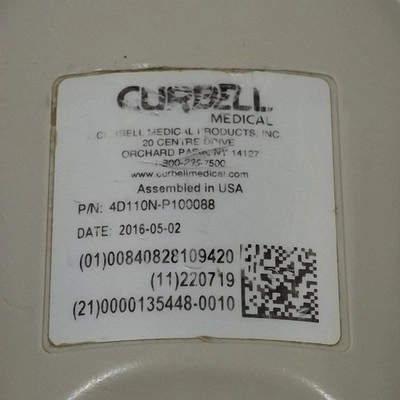 CURBELL
MEDICAL
CURBELL MEDICAL PRODUCTS, INC.
20 CENTRE DRIVE
ORCHARD PARK, NY 14127
1-800-235-7500
www.curbellmedical.com
Assembled in USA
P/N: 4D110N-P100088
DATE: 2016-05-02
(01)00840828109420
(11)220719
(21)0000135448-0010